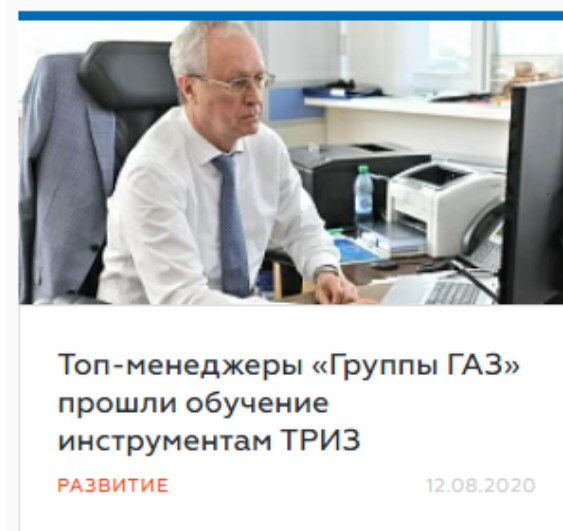 Топ-менеджеры «Группы ГАЗ»
прошли обучение
инструментам ТРИЗ
РАЗВИТИЕ 12.08.2020